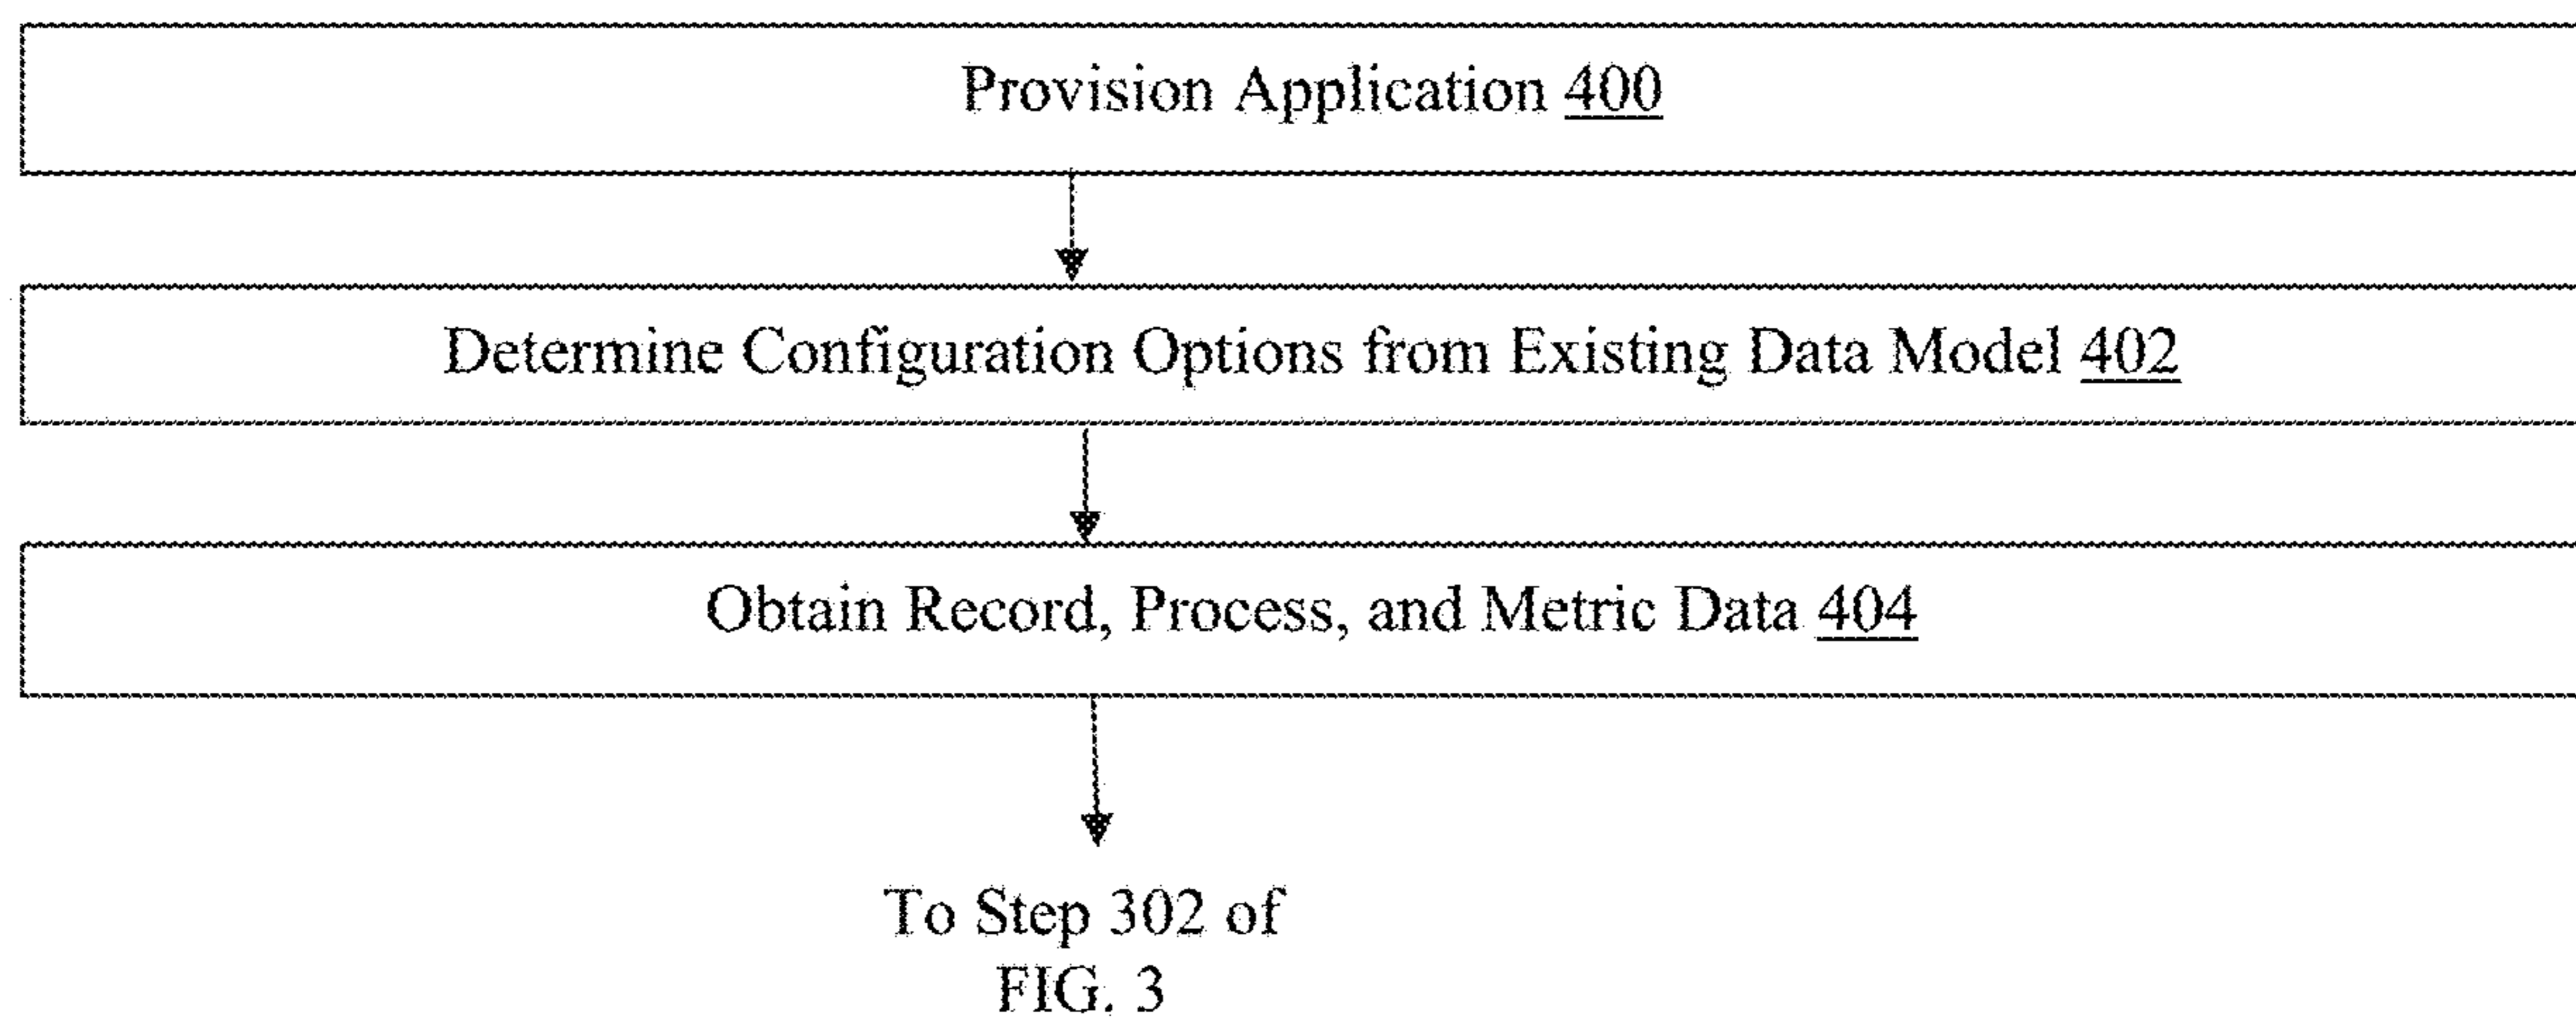 Provision Application 400
Determine Configuration Options from Existing Data Model 402
Obtain Record, Process, and Metric Data 404
To Step 302 of
FIG. 3